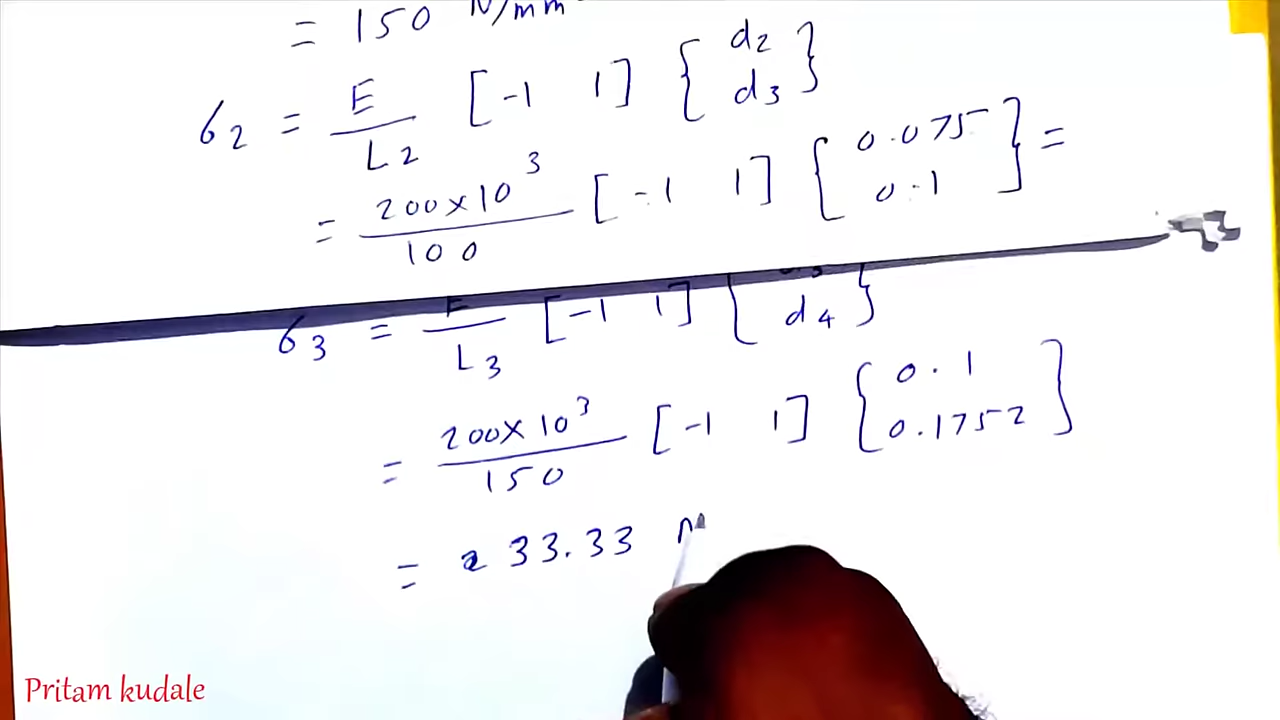 = 150 N/mm
σ2 = E/L2 [-1 1] {d2 d3}
= 200×10^3/100 [-1 1] {0.075 0.1} =
σ3 = E/L3 [-1 1] { d4}
= 200×10^3/150 [-1 1] {0.1 0.1752}
= 233.33 N
Pritam kudale